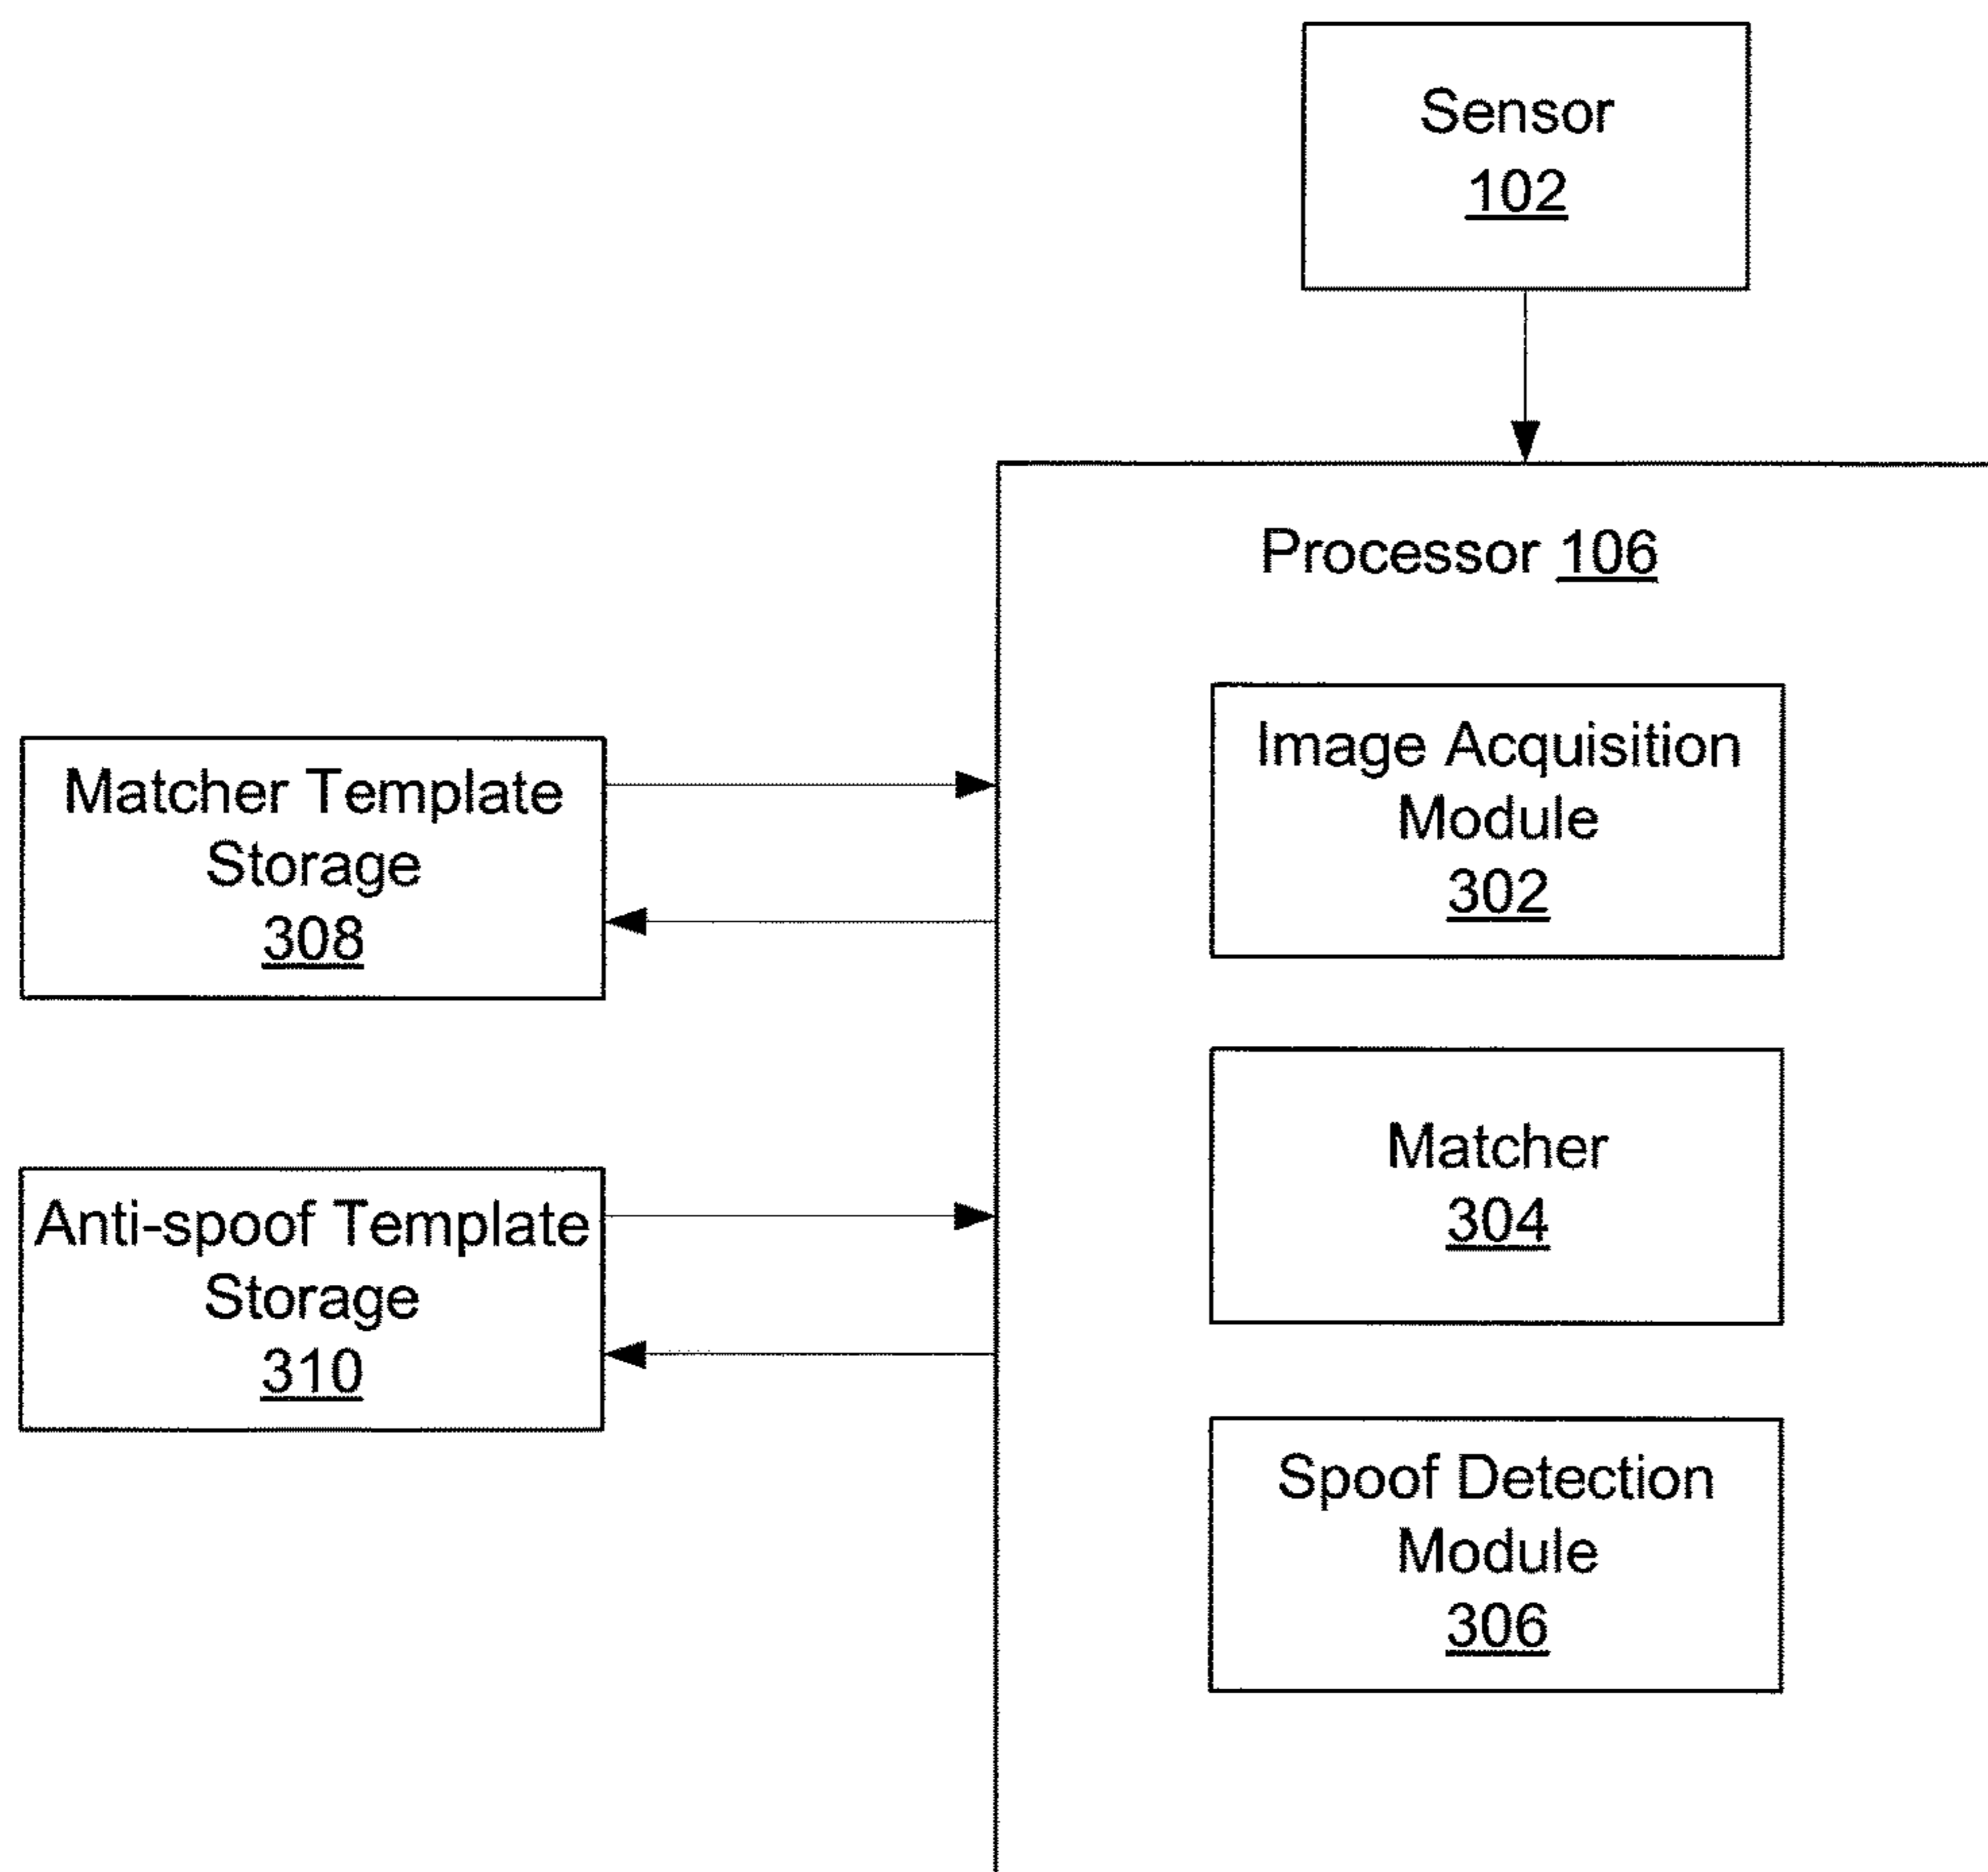 Sensor
102
Processor 106
Image Acquisition
Module
302
Matcher Template
Storage
308
Matcher
304
Anti-spoof Template
Storage
310
Spoof Detection
Module
306